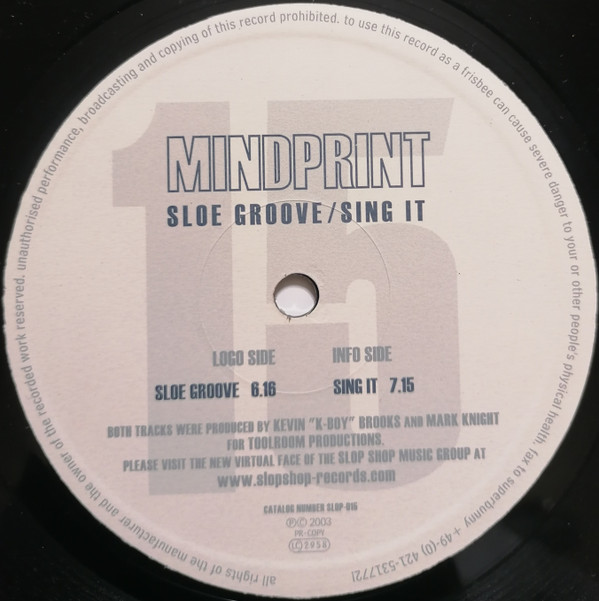 all rights of the manufacturer and the owner of the recorded work reserved. unauthorised performance, broadcasting and copying of this record prohibited. to use this record as a frisbee can cause severe danger to your or other people's physical health. fax to superbunny + 49-(0) 421-531772!
15
MINDPRINT
SLOE GROOVE/SING IT
LOGO SIDE INFO SIDE
SLOE GROOVE 6.16 SING IT 7.15
BOTH TRACKS WERE PRODUCED BY KEVIN "K-BOY" BROOKS AND MARK KNIGHT
FOR TOOLROOM PRODUCTIONS.
PLEASE VISIT THE NEW VIRTUAL FACE OF THE SLOP SHOP MUSIC GROUP AT
www.slopshop-records.com
CATALOG NUMBER SLOP-015
Ⓟ© 2003
PR-COPY
LC 3958